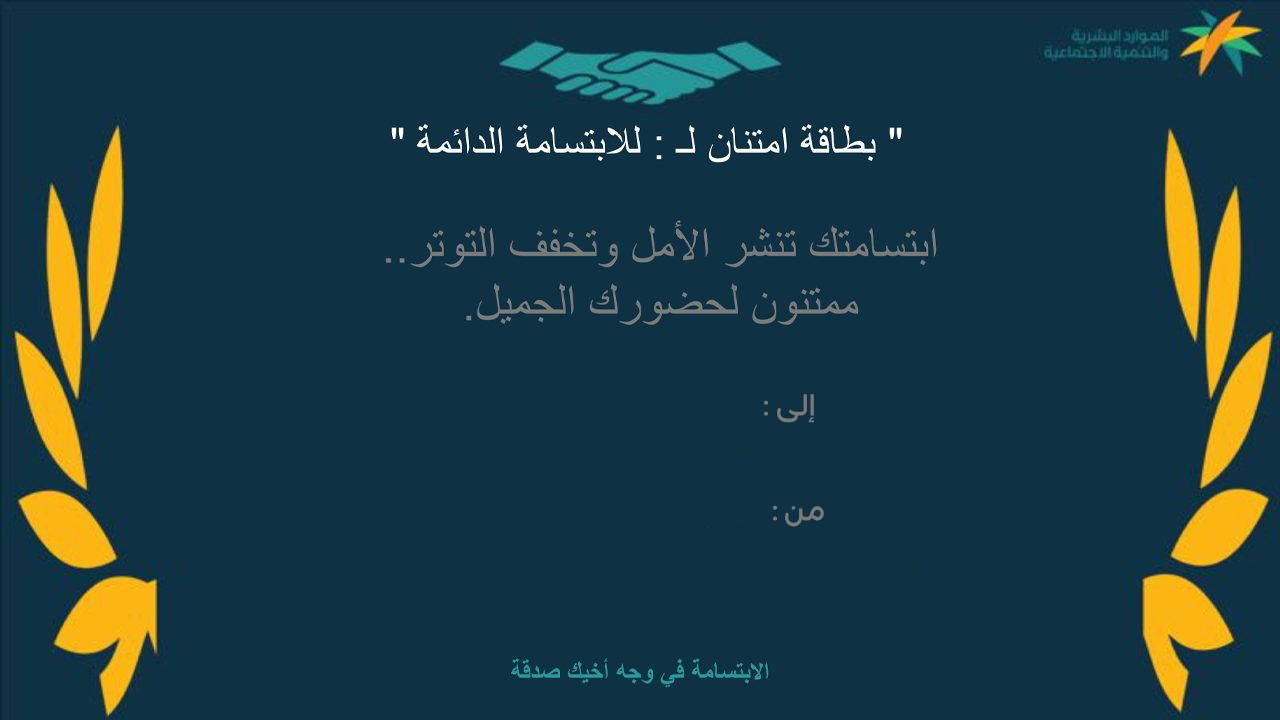 الموارد البشرية
والتنمية الاجتماعية
" بطاقة امتنان لـ : للابتسامة الدائمة "
ابتسامتك تنشر الأمل وتخفف التوتر..
ممتنون لحضورك الجميل.
إلى :
من :
الابتسامة في وجه أخيك صدقة